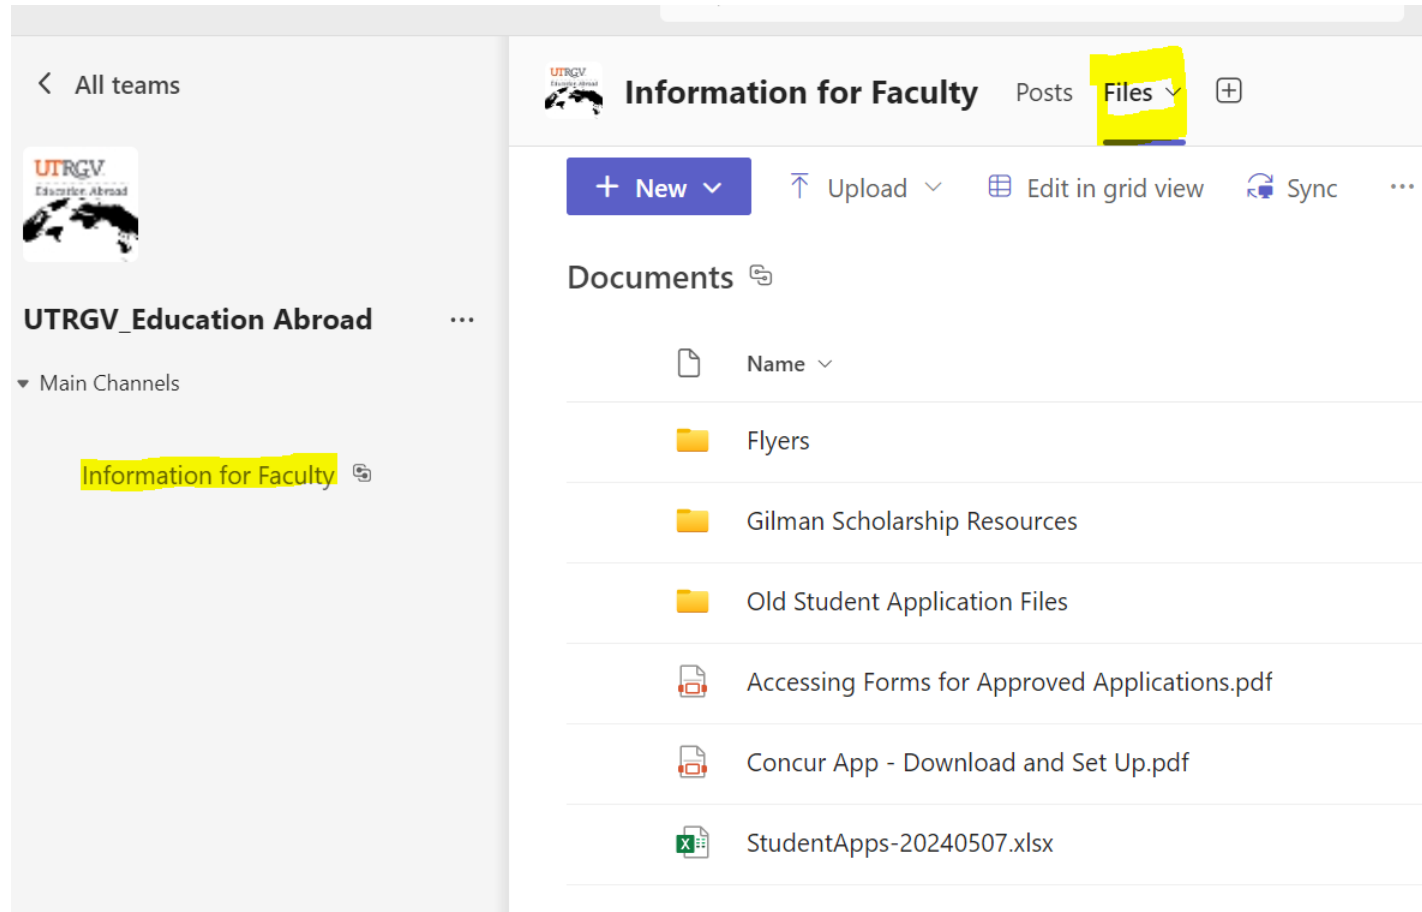 All teams
UTRGV
Education Abroad
UTRGV_Education Abroad
Main Channels
Information for Faculty
UTRGV
Education Abroad
Information for Faculty Posts Files
New Upload Edit in grid view Sync
Documents
Name
Flyers
Gilman Scholarship Resources
Old Student Application Files
Accessing Forms for Approved Applications.pdf
Concur App - Download and Set Up.pdf
StudentApps-20240507.xlsx